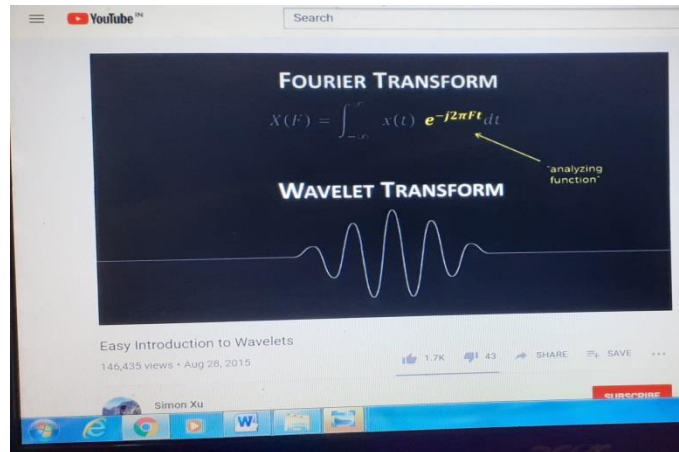 YouTube IN
Search
FOURIER TRANSFORM
X(F) = ∫_{-∞}^{∞} x(t) e^{-j2πFt} dt
"analyzing
function"
WAVELET TRANSFORM
Easy Introduction to Wavelets
146,435 views • Aug 28, 2015
1.7K 43 SHARE SAVE
Simon Xu
SUBSCRIBE
W